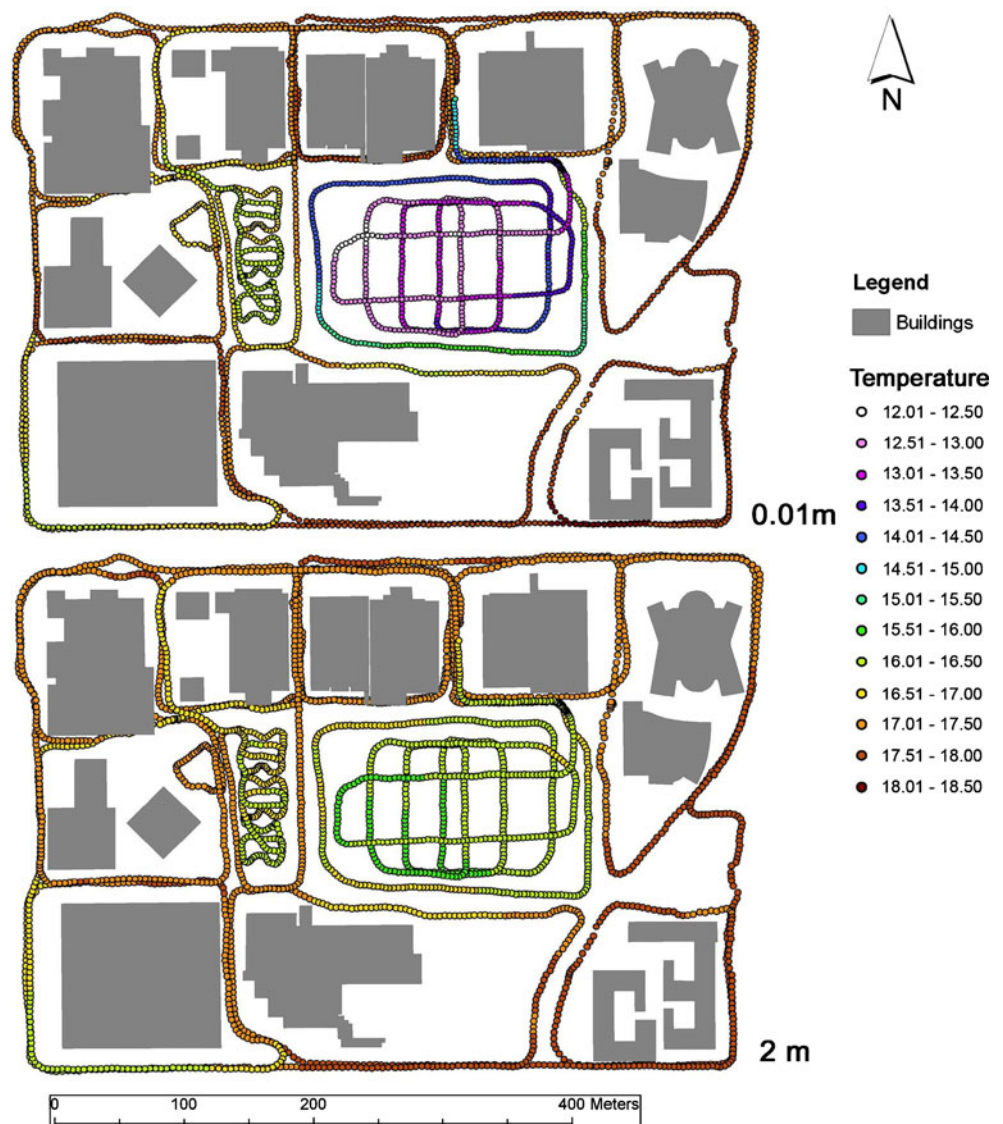 N
Legend
Buildings
Temperature
12.01 - 12.50
12.51 - 13.00
13.01 - 13.50
13.51 - 14.00
14.01 - 14.50
14.51 - 15.00
15.01 - 15.50
15.51 - 16.00
16.01 - 16.50
16.51 - 17.00
17.01 - 17.50
17.51 - 18.00
18.01 - 18.50
0.01m
2 m
0 100 200 400 Meters